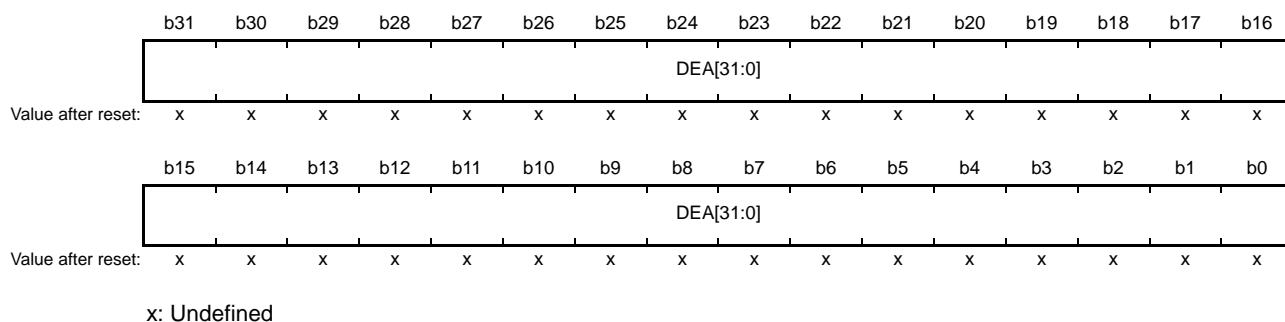 b31 b30 b29 b28 b27 b26 b25 b24 b23 b22 b21 b20 b19 b18 b17 b16
DEA[31:0]
Value after reset: x x x x x x x x x x x x x x x x
b15 b14 b13 b12 b11 b10 b9 b8 b7 b6 b5 b4 b3 b2 b1 b0
DEA[31:0]
Value after reset: x x x x x x x x x x x x x x x x
x: Undefined